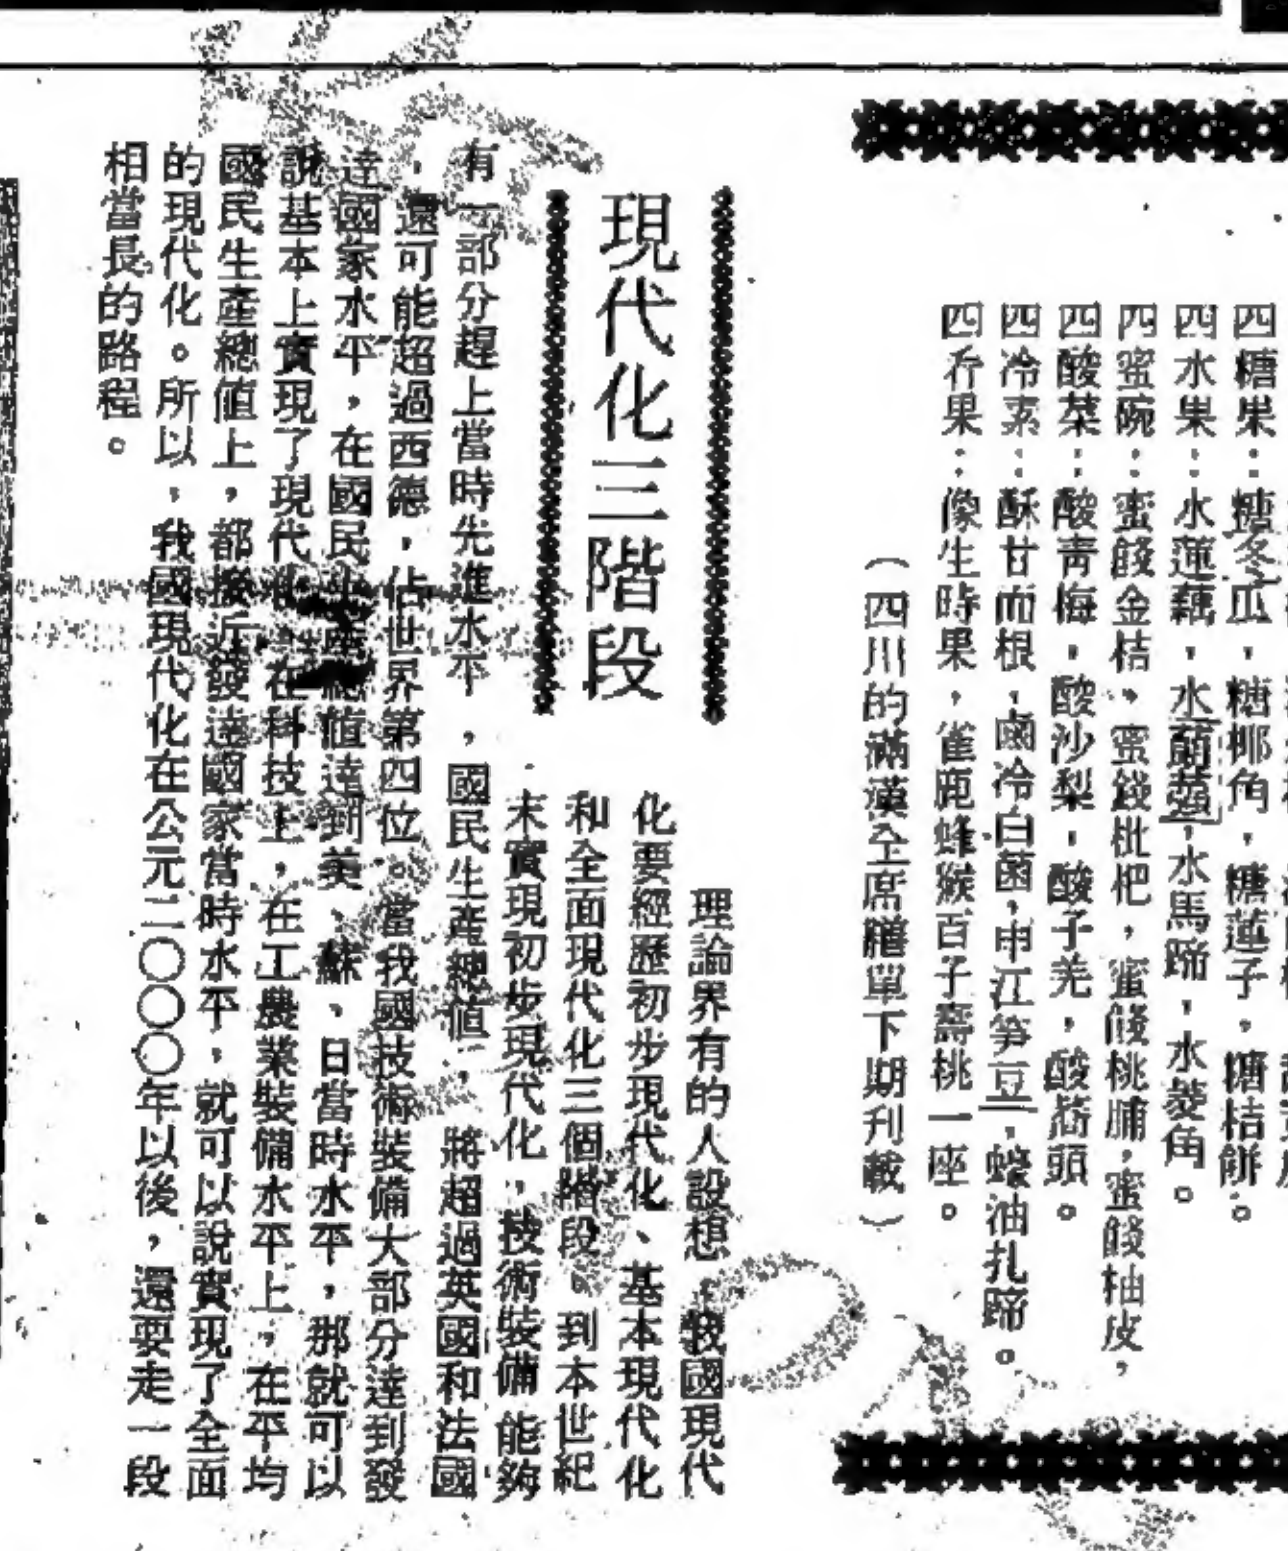 四糖果：糖冬瓜，糖椰角，糖蓮子，糖桔餅。
四水果：水蓮藕，水馬蹄，水菱角。
四蜜碗：蜜餞金桔，蜜餞枇杷，蜜餞桃脯，蜜餞柚皮，
四酸菜：酸青梅，酸沙梨，酸子羌，酸蕎頭。
四冷素：酥甘而根，鹵冷白菌，申江笋豆，蠔油扎蹄。
四喬果：像生時果，雀鹿蜂猴百子壽桃一座。
（四川的滿漢全席膳單下期刊載）
現代化三階段
理論界有的人設想，我國現代
化要經歷初步現代化、基本現代化
和全面現代化三個階段。到本世紀
末實現初步現代化，技術裝備能夠
有一部分趕上當時先進水平，國民生產總值，將超過英國和法國
，還可能超過西德，佔世界第四位。當我國技術裝備大部分達到發
達國家水平，在國民生產總值達到美、蘇、日當時水平，那就可以
說基本上實現了現代化。在科技上，在工農業裝備水平上，在平均
國民生產總值上，都接近發達國家當時水平，就可以說實現了全面
的現代化。所以，我國現代化在公元二〇〇〇年以後，還要走一段
相當長的路程。